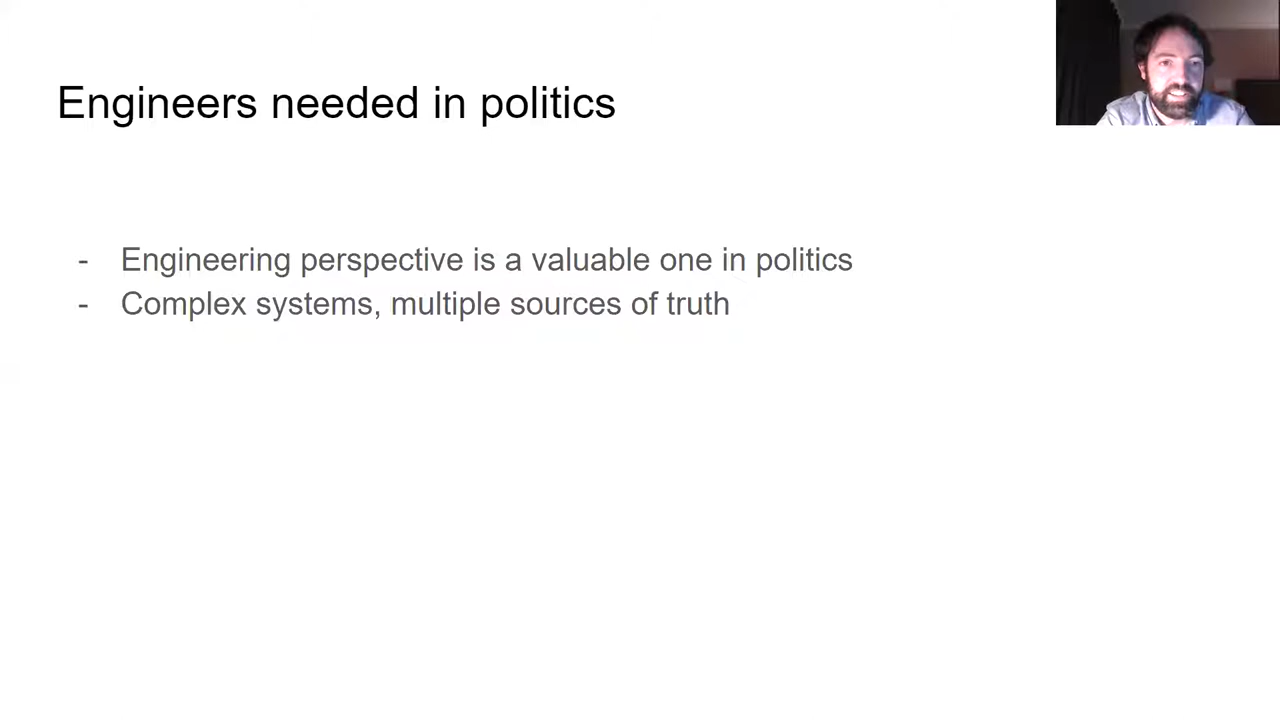 Engineers needed in politics
- Engineering perspective is a valuable one in politics
- Complex systems, multiple sources of truth